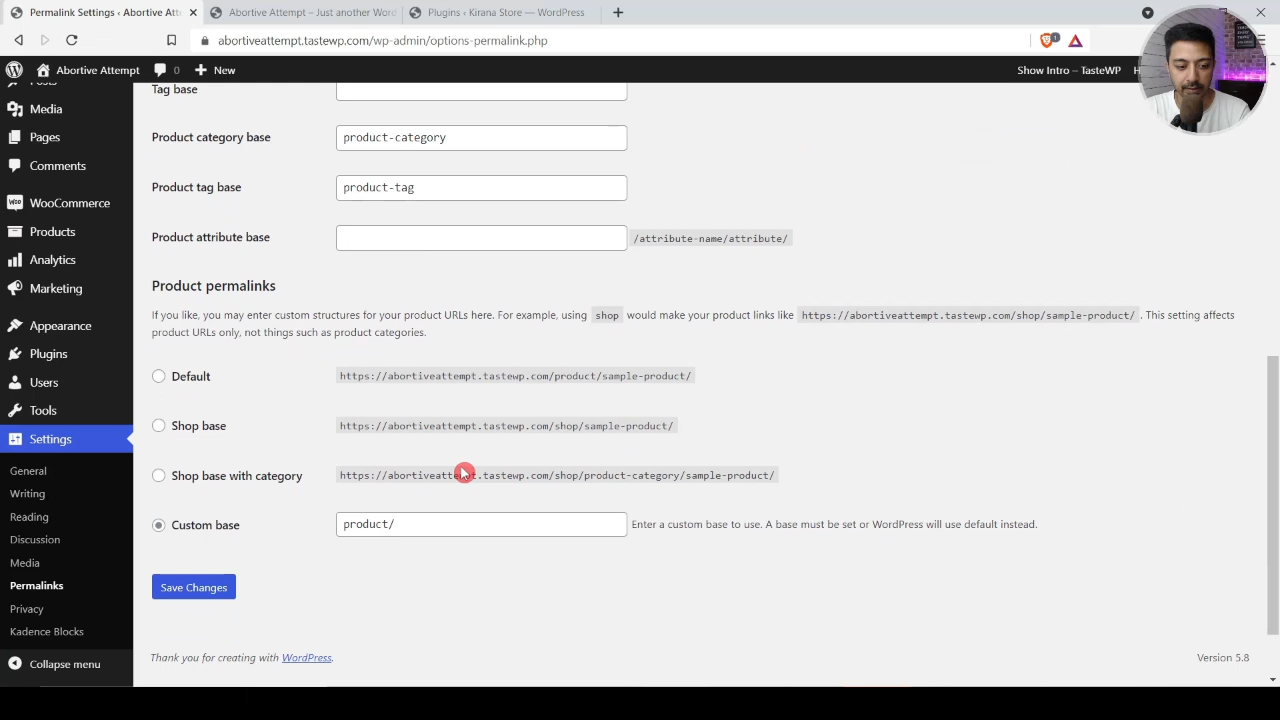 Permalink Settings ‹ Abortive Att
Abortive Attempt – Just another Word
Plugins ‹ Kirana Store — WordPress
abortiveattempt.tastewp.com/wp-admin/options-permalink.php
1
Abortive Attempt
0
New
Show Intro – TasteWP
H
Posts
Media
Pages
Comments
WooCommerce
Products
Analytics
Marketing
Appearance
Plugins
Users
Tools
Settings
General
Writing
Reading
Discussion
Media
Permalinks
Privacy
Kadence Blocks
Collapse menu
Tag base
Product category base
product-category
Product tag base
product-tag
Product attribute base
/attribute-name/attribute/
Product permalinks
If you like, you may enter custom structures for your product URLs here. For example, using shop would make your product links like https://abortiveattempt.tastewp.com/shop/sample-product/ . This setting affects
product URLs only, not things such as product categories.
Default
https://abortiveattempt.tastewp.com/product/sample-product/
Shop base
https://abortiveattempt.tastewp.com/shop/sample-product/
Shop base with category
https://abortiveattempt.tastewp.com/shop/product-category/sample-product/
Custom base
product/
Enter a custom base to use. A base must be set or WordPress will use default instead.
Save Changes
Thank you for creating with WordPress.
Version 5.8